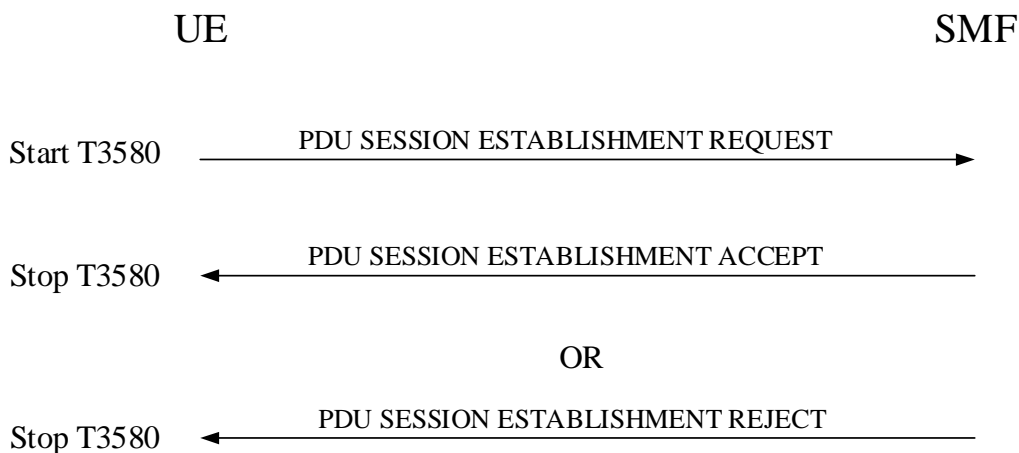 UE SMF
Start T3580 PDU SESSION ESTABLISHMENT REQUEST
Stop T3580 PDU SESSION ESTABLISHMENT ACCEPT
OR
Stop T3580 PDU SESSION ESTABLISHMENT REJECT